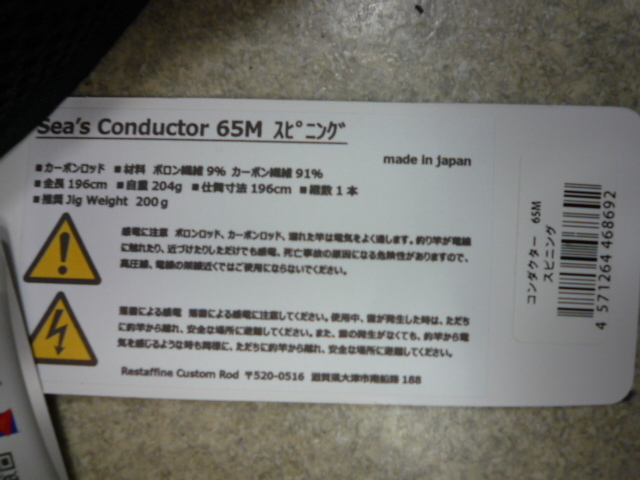 Sea's Conductor 65M スピニング
made in japan
■カーボンロッド ■材料 ボロン繊維 9% カーボン繊維 91%
■全長 196cm ■自重 204g ■仕舞寸法 196cm ■継数 1本
■推奨 Jig Weight 200g
感電に注意 ボロンロッド、カーボンロッド、濡れた竿は電気をよく通します。釣り竿が電線
に触れたり、近づけたりしただけでも感電、死亡事故の原因になる危険性がありますので、
高圧線、電線の架線近くではご使用にならないでください。
落雷による感電 落雷による感電に注意してください。使用中、雷が発生した時は、ただち
に釣竿から離れ、安全な場所に避難してください。また、雷の発生がなくても、釣竿から電
気を感じるような時も同様に、ただちに釣竿から離れ、安全な場所に避難してください。
Restaffine Custom Rod 〒520-0516 滋賀県大津市南船路 188
コンダクター 65M
スピニング
4 571264 468692